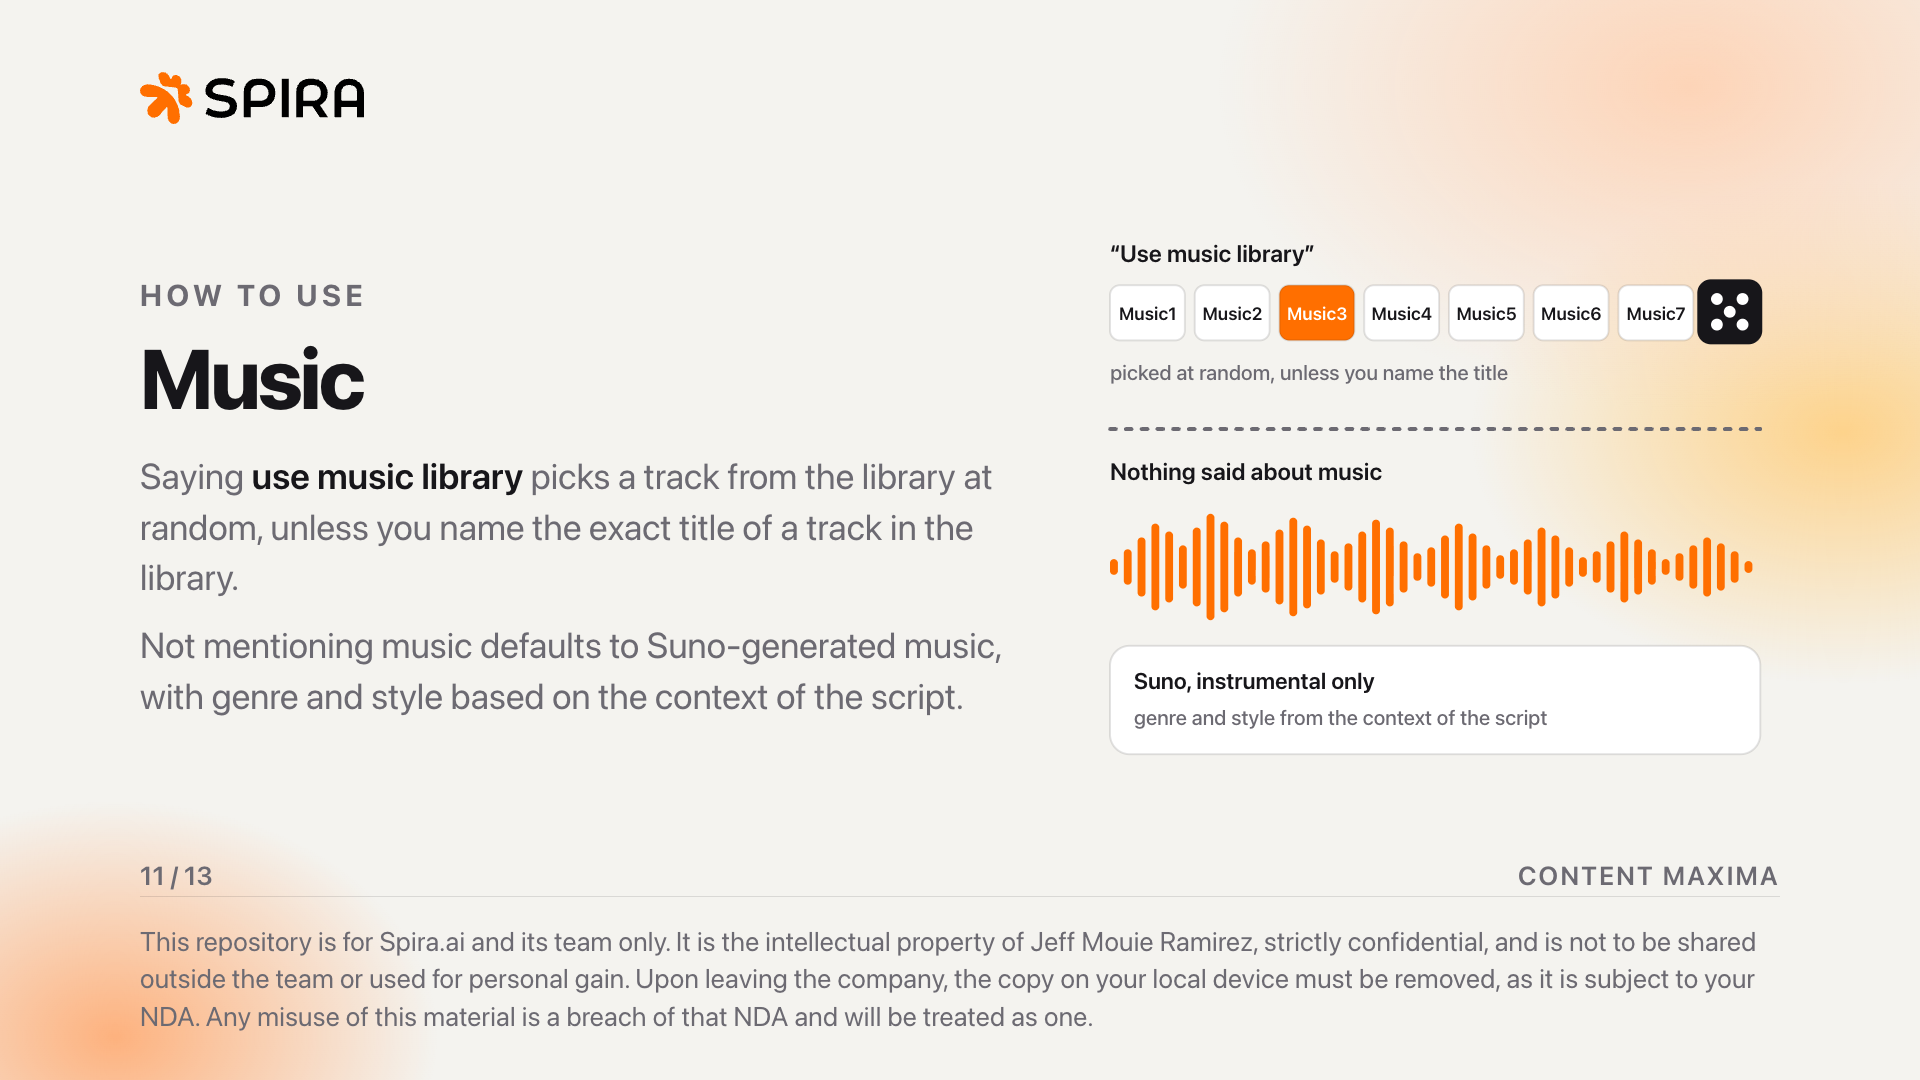 SPIRA
HOW TO USE
Music
Saying use music library picks a track from the library at
random, unless you name the exact title of a track in the
library.
Not mentioning music defaults to Suno-generated music,
with genre and style based on the context of the script.
“Use music library”
Music1 Music2 Music3 Music4 Music5 Music6 Music7
picked at random, unless you name the title
Nothing said about music
Suno, instrumental only
genre and style from the context of the script
11 / 13
CONTENT MAXIMA
This repository is for Spira.ai and its team only. It is the intellectual property of Jeff Mouie Ramirez, strictly confidential, and is not to be shared
outside the team or used for personal gain. Upon leaving the company, the copy on your local device must be removed, as it is subject to your
NDA. Any misuse of this material is a breach of that NDA and will be treated as one.